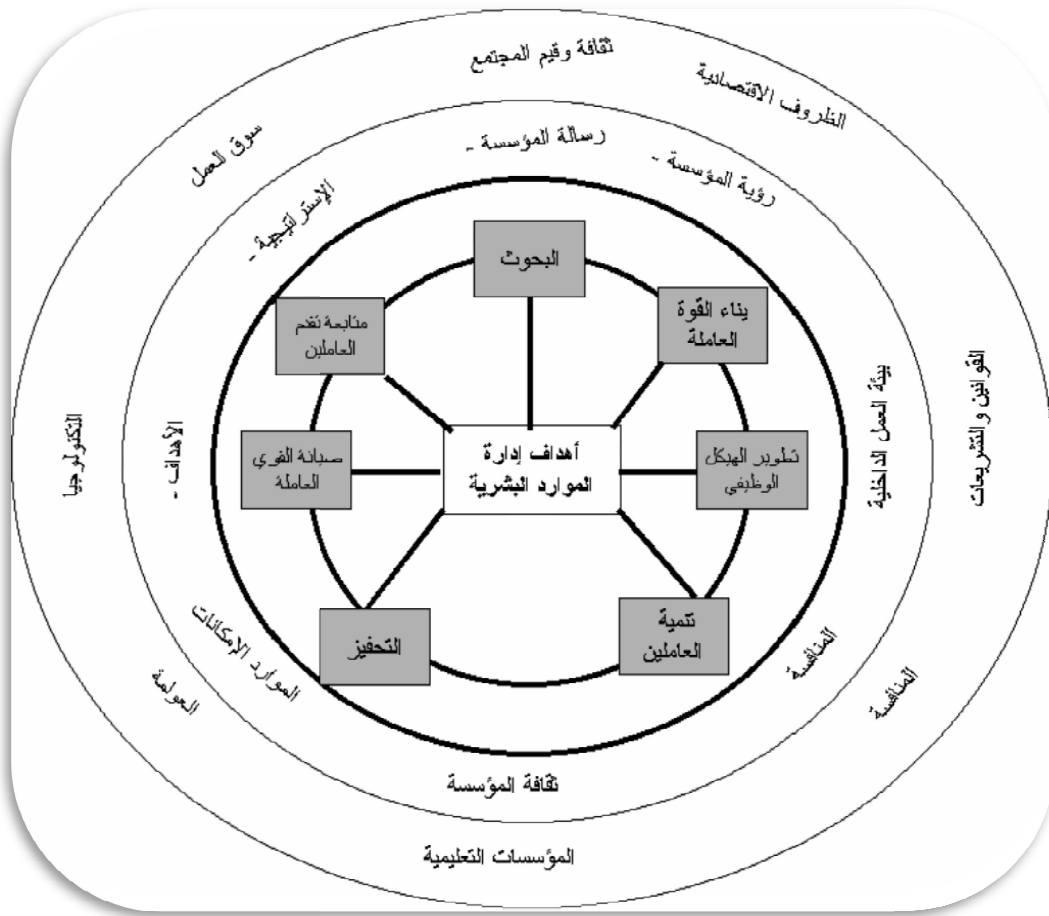 ثقافة وقيم المجتمع
الظروف الاقتصادية
سوق العمل
رسالة المؤسسة -
رؤية المؤسسة -
الإستراتيجية -
البحوث
بناء القوة
العاملة
متابعة تقدم
العاملين
القوانين والتشريعات
بيئة العمل الداخلية
تطوير الهيكل
الوظيفي
أهداف إدارة
الموارد البشرية
صيانة القوي
العاملة
الأهداف -
التكنولوجيا
تنمية
العاملين
التحفيز
المنافسة
المنافسة
الموارد الإمكانات
العولمة
ثقافة المؤسسة
المؤسسات التعليمية